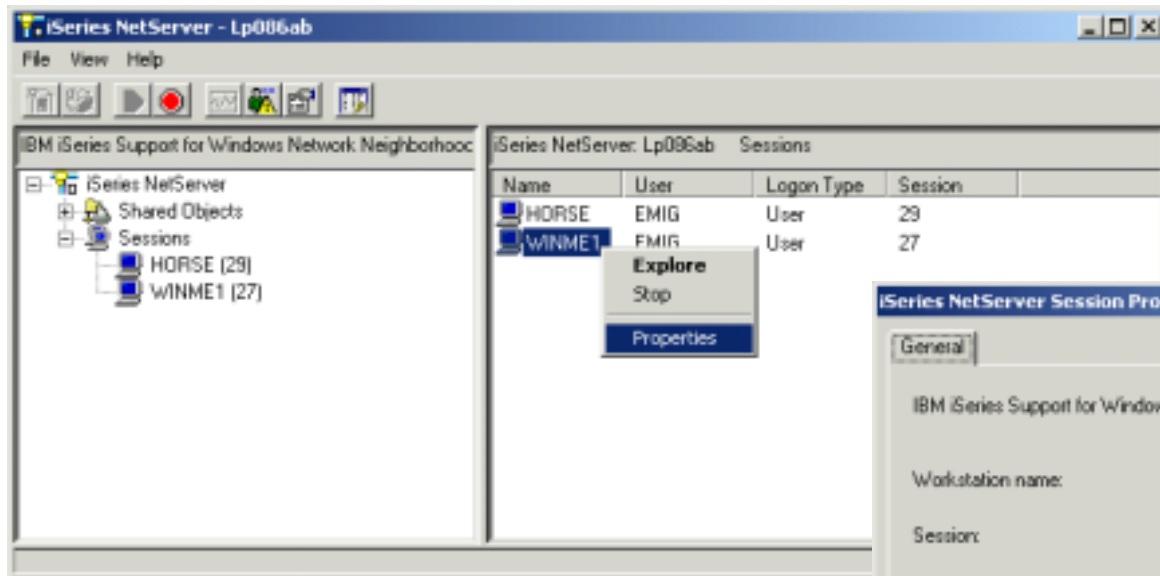 iSeries NetServer - Lp086ab
File View Help
IBM iSeries Support for Windows Network Neighborhooc
iSeries NetServer: Lp086ab Sessions
iSeries NetServer
Shared Objects
Sessions
HORSE (29)
WINME1 (27)
Name User Logon Type Session
HORSE EMIG User 29
WINME1 EMIG User 27
Explore
Stop
Properties
iSeries NetServer Session Pro
General
IBM iSeries Support for Window
Workstation name:
Session: